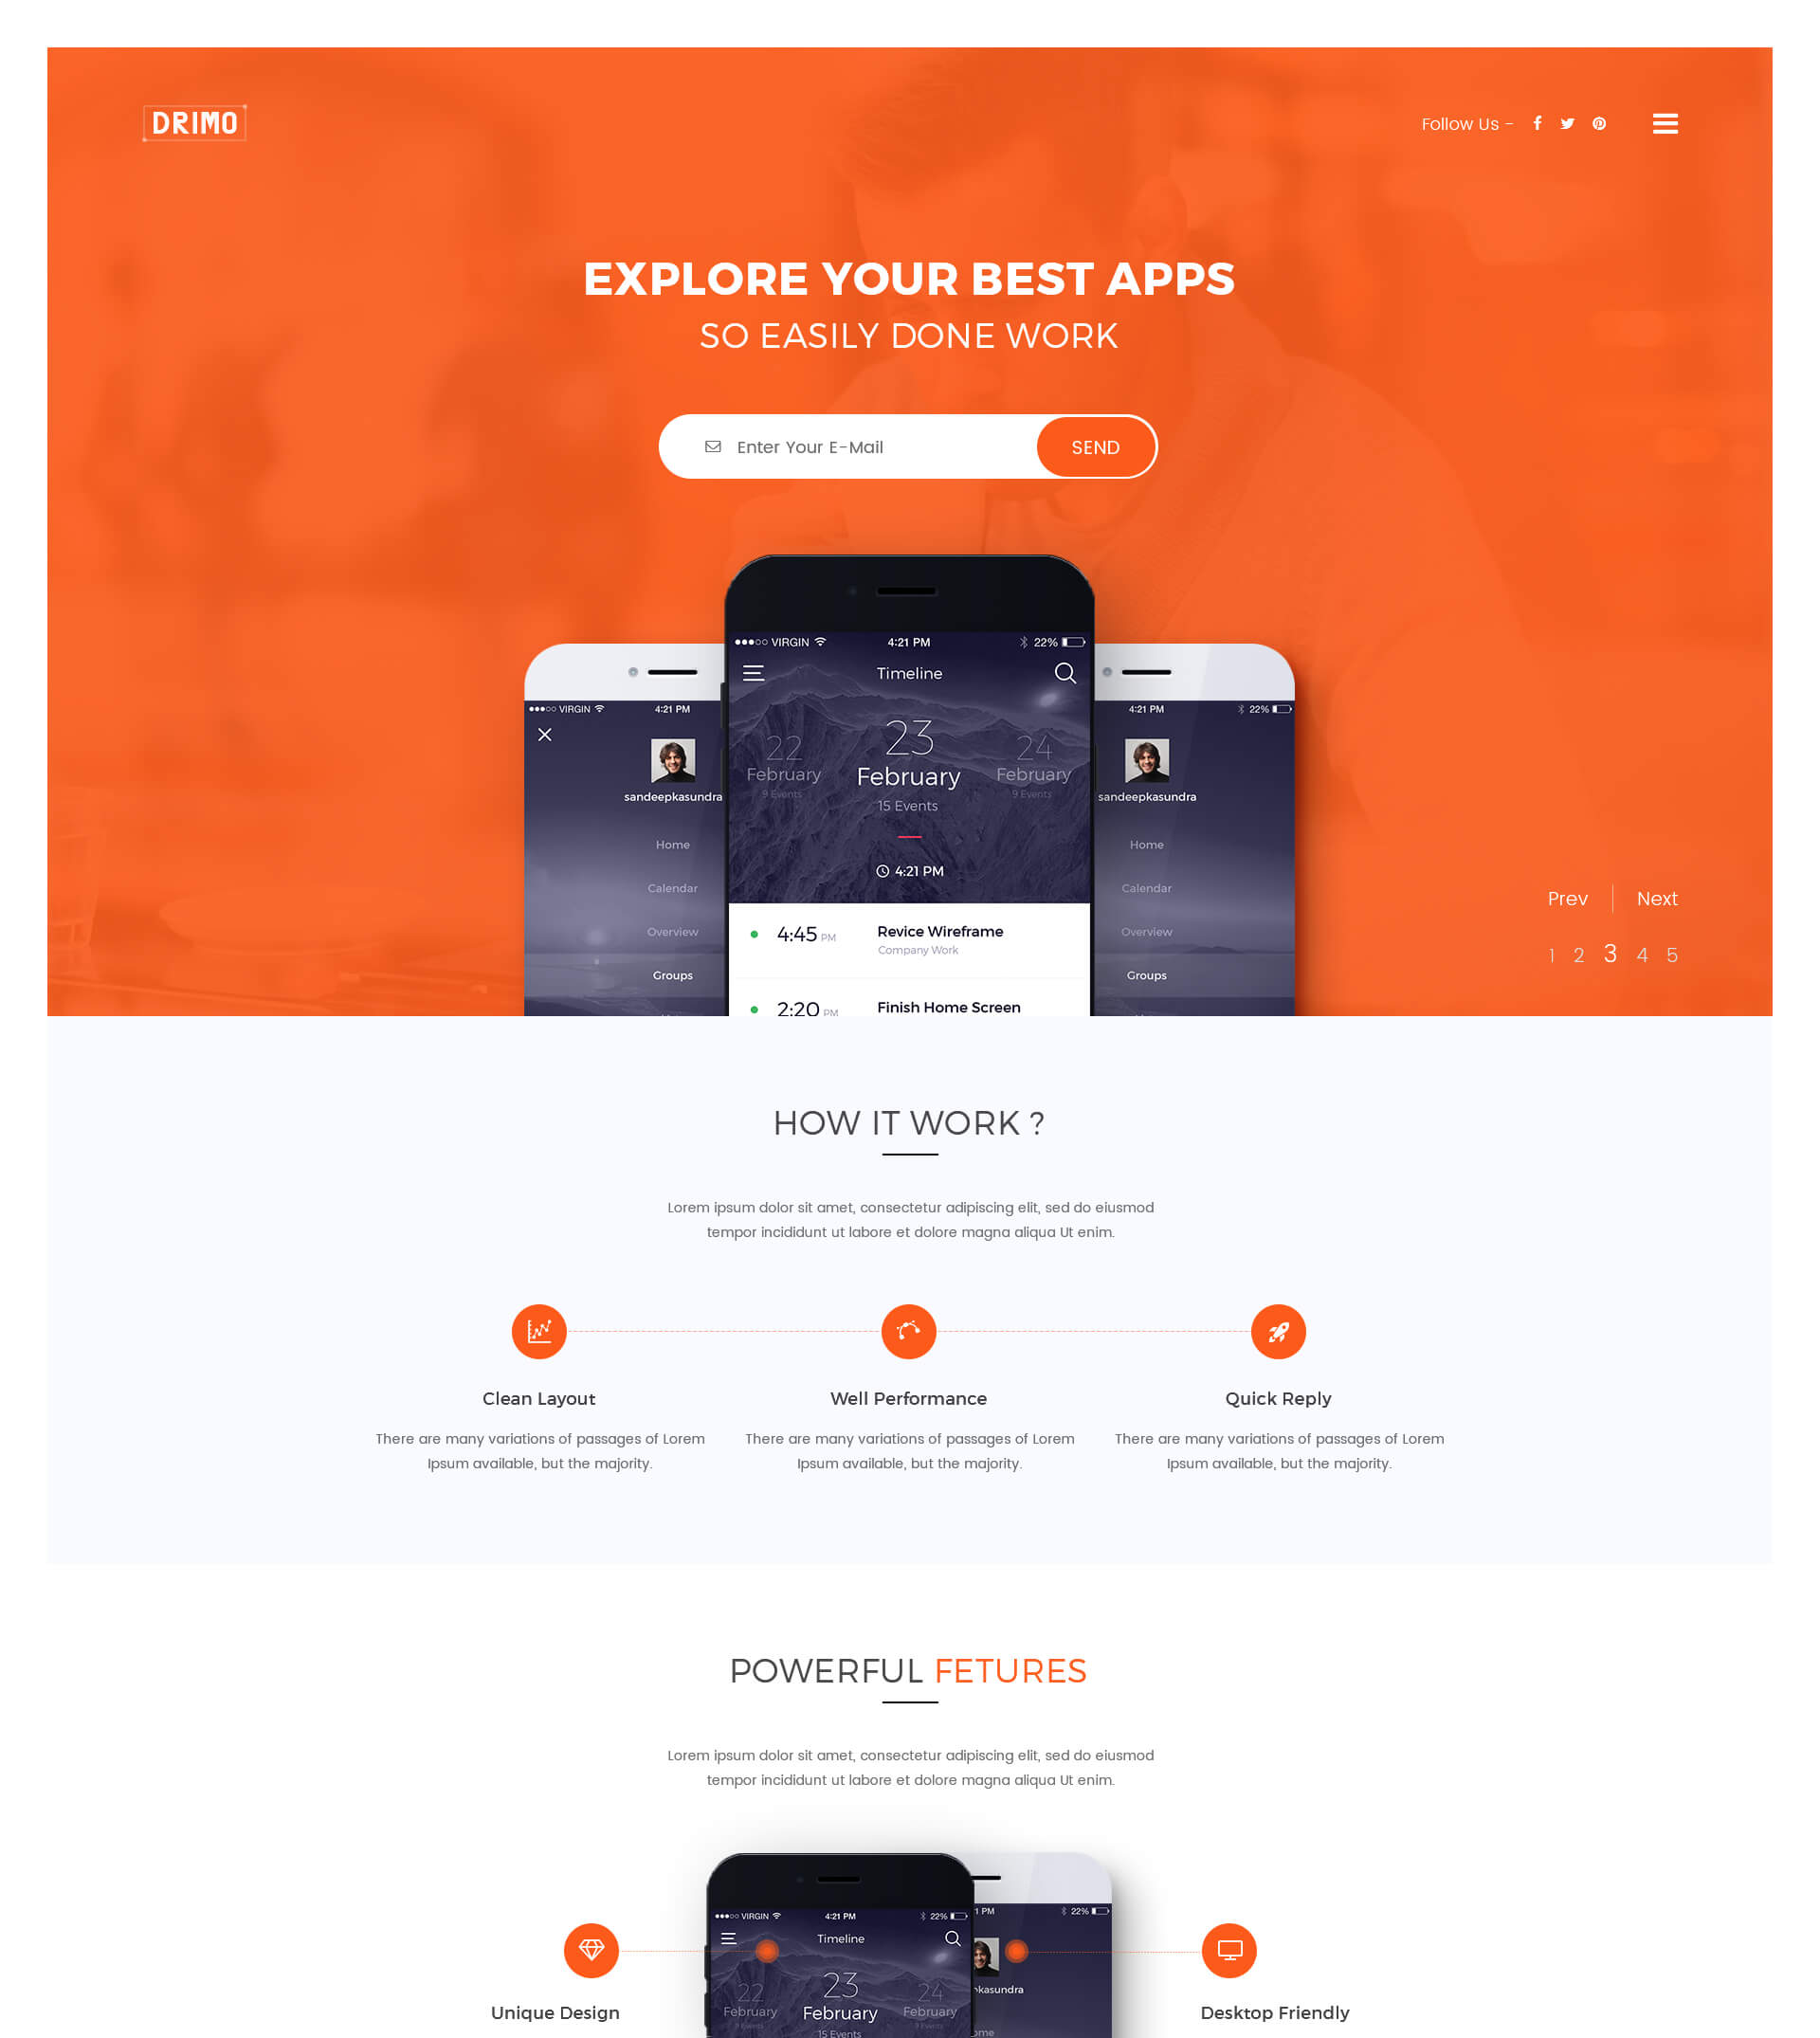 DRIMO
Follow Us -
EXPLORE YOUR BEST APPS
SO EASILY DONE WORK
Enter Your E-Mail
SEND
VIRGIN 4:21 PM 22%
Timeline
22
February
9 Events
23
February
15 Events
24
February
9 Events
4:21 PM
4:45 PM
Revice Wireframe
Company Work
2:20 PM
Finish Home Screen
VIRGIN 4:21 PM
sandeepkasundra
Home
Calendar
Overview
Groups
4:21 PM 22%
sandeepkasundra
Home
Calendar
Overview
Groups
Prev Next
1 2 3 4 5
HOW IT WORK ?
Lorem ipsum dolor sit amet, consectetur adipiscing elit, sed do eiusmod
tempor incididunt ut labore et dolore magna aliqua Ut enim.
Clean Layout
There are many variations of passages of Lorem
Ipsum available, but the majority.
Well Performance
There are many variations of passages of Lorem
Ipsum available, but the majority.
Quick Reply
There are many variations of passages of Lorem
Ipsum available, but the majority.
POWERFUL FETURES
Lorem ipsum dolor sit amet, consectetur adipiscing elit, sed do eiusmod
tempor incididunt ut labore et dolore magna aliqua Ut enim.
VIRGIN 4:21 PM 22%
Timeline
22
February
9 Events
23
February
15 Events
24
February
9 Events
1 PM 22%
kasundra
ome
Unique Design
Desktop Friendly